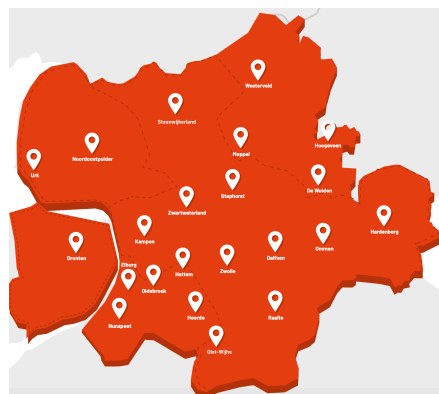 Westerveld
Steenwijkerland
Hoogeveen
Meppel
Noordoostpolder
Urk
De Wolden
Staphorst
Zwartewaterland
Hardenberg
Kampen
Ommen
Dronten
Dalfsen
Elburg
Hattem
Zwolle
Oldebroek
Nunspeet
Heerde
Raalte
Olst-Wijhe